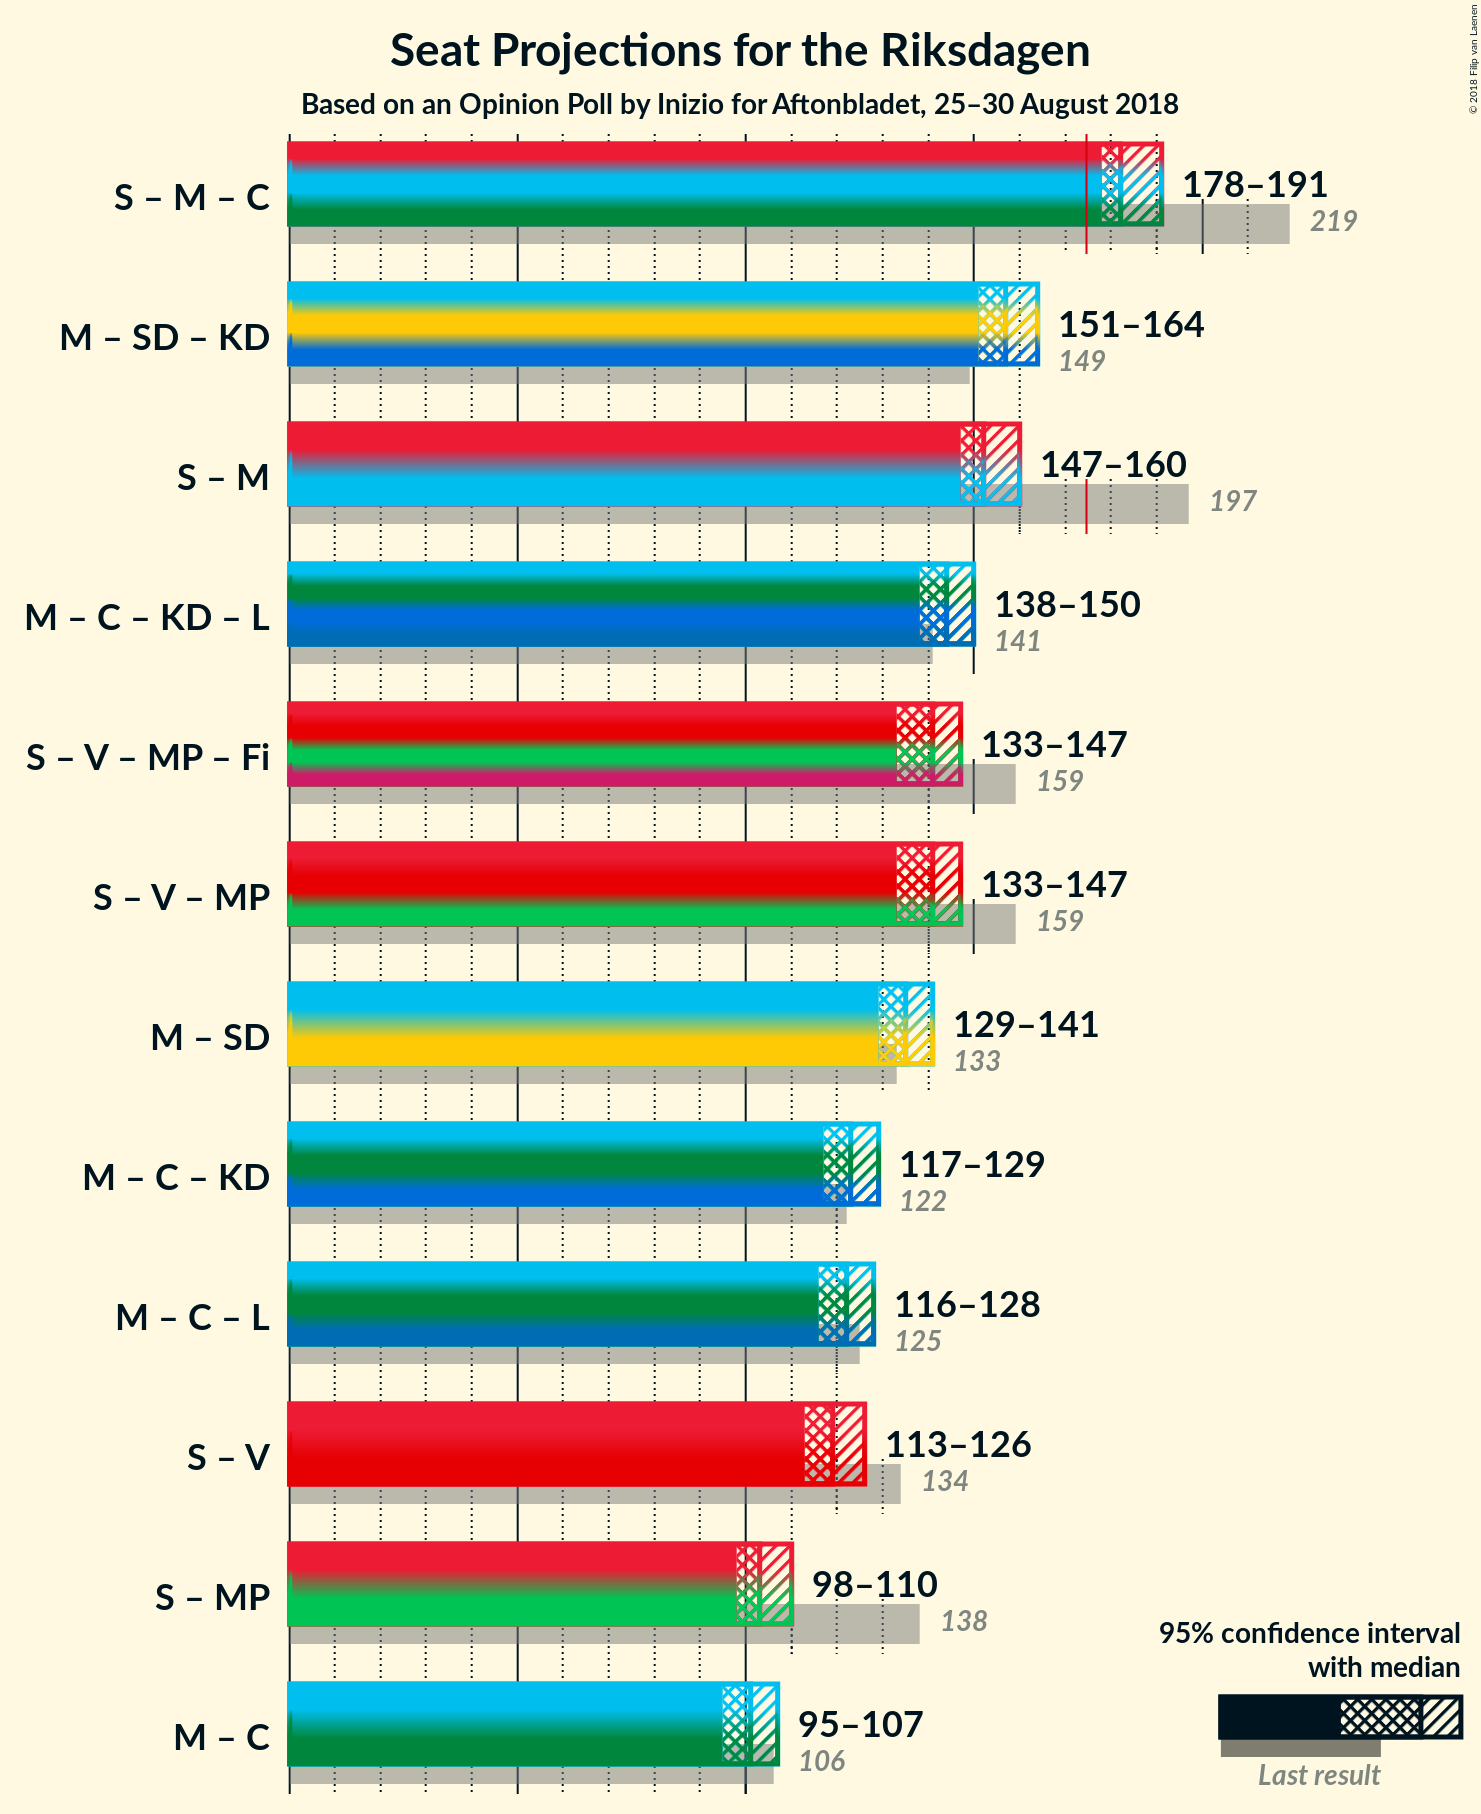 © 2018 Filip van Laenen
Seat Projections for the Riksdagen
Based on an Opinion Poll by Inizio for Aftonbladet, 25–30 August 2018
S – M – C
178–191
219
M – SD – KD
151–164
149
S – M
147–160
197
M – C – KD – L
138–150
141
S – V – MP – Fi
133–147
159
S – V – MP
133–147
159
M – SD
129–141
133
M – C – KD
117–129
122
M – C – L
116–128
125
S – V
113–126
134
S – MP
98–110
138
M – C
95–107
106
95% confidence interval
with median
Last result